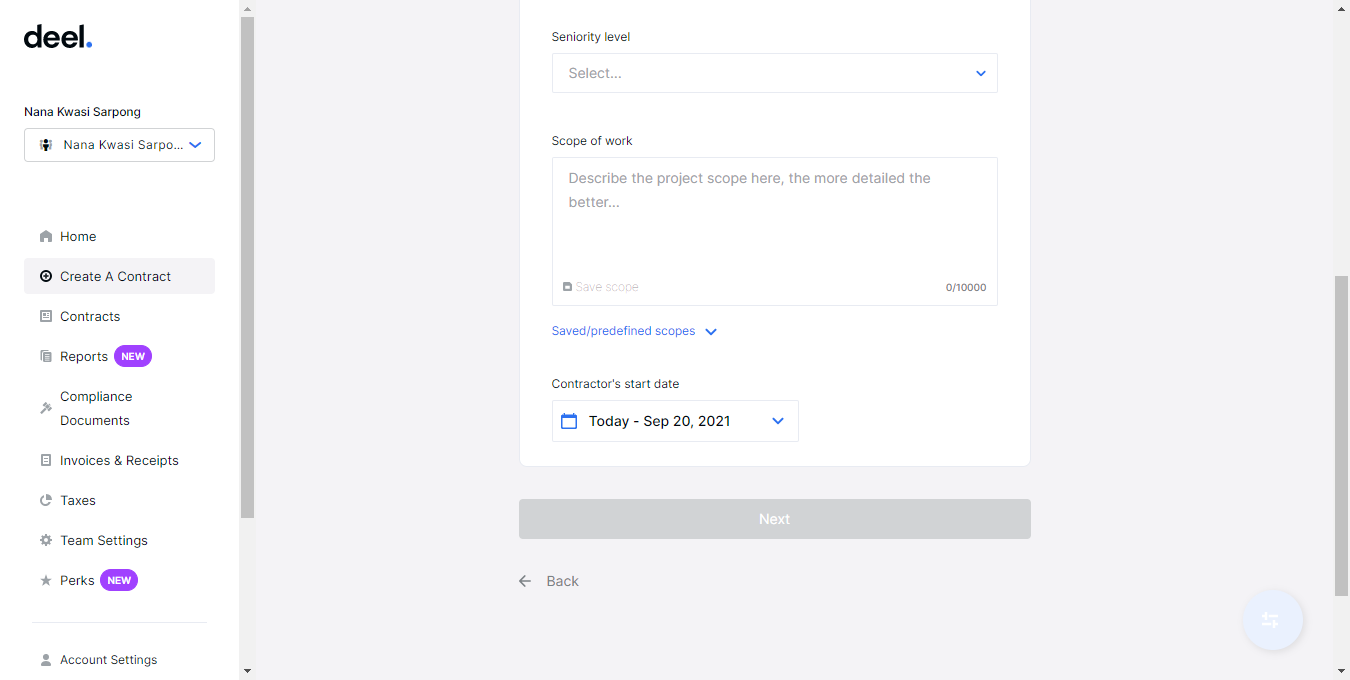 deel.
Nana Kwasi Sarpong
Nana Kwasi Sarpo...
Home
Create A Contract
Contracts
Reports NEW
Compliance
Documents
Invoices & Receipts
Taxes
Team Settings
Perks NEW
Account Settings
Seniority level
Select...
Scope of work
Describe the project scope here, the more detailed the
better...
Save scope 0/10000
Saved/predefined scopes
Contractor's start date
Today - Sep 20, 2021
Next
Back